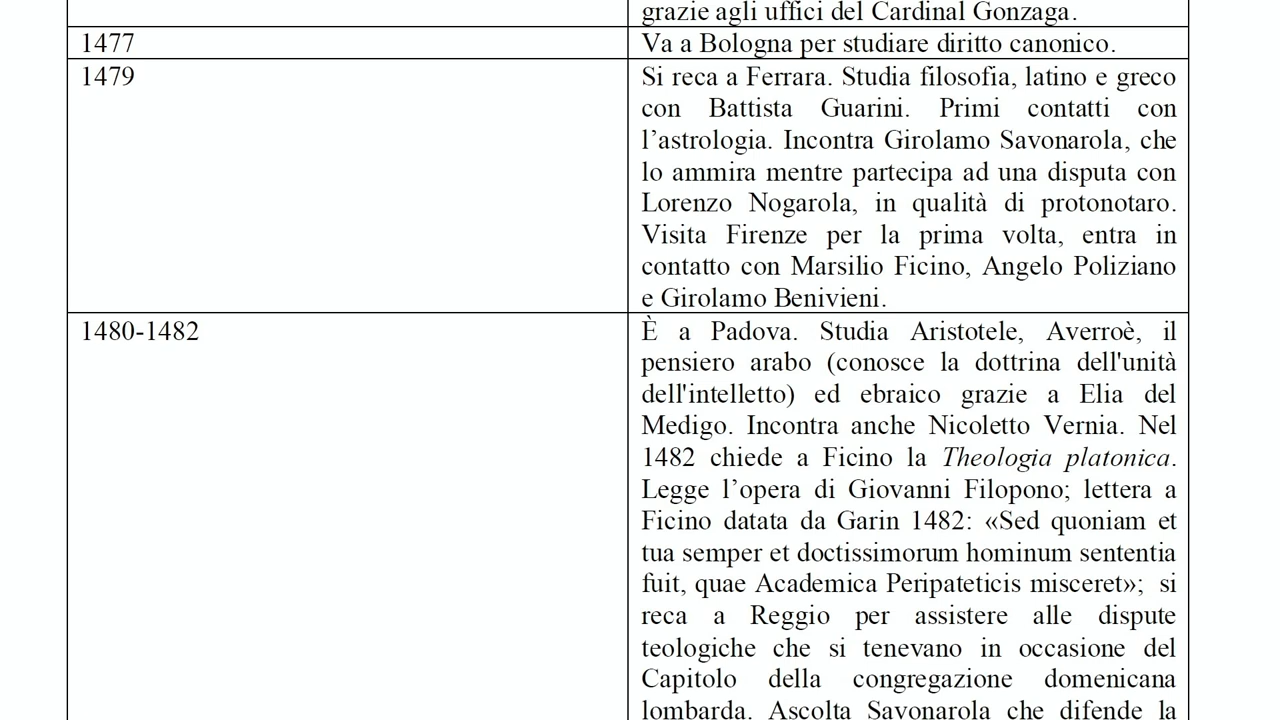 grazie agli uffici del Cardinal Gonzaga.
1477
Va a Bologna per studiare diritto canonico.
1479
Si reca a Ferrara. Studia filosofia, latino e greco
con Battista Guarini. Primi contatti con
l’astrologia. Incontra Girolamo Savonarola, che
lo ammira mentre partecipa ad una disputa con
Lorenzo Nogarola, in qualità di protonotaro.
Visita Firenze per la prima volta, entra in
contatto con Marsilio Ficino, Angelo Poliziano
e Girolamo Benivieni.
1480-1482
È a Padova. Studia Aristotele, Averroè, il
pensiero arabo (conosce la dottrina dell'unità
dell'intelletto) ed ebraico grazie a Elia del
Medigo. Incontra anche Nicoletto Vernia. Nel
1482 chiede a Ficino la Theologia platonica.
Legge l’opera di Giovanni Filopono; lettera a
Ficino datata da Garin 1482: «Sed quoniam et
tua semper et doctissimorum hominum sententia
fuit, quae Academica Peripateticis misceret»; si
reca a Reggio per assistere alle dispute
teologiche che si tenevano in occasione del
Capitolo della congregazione domenicana
lombarda. Ascolta Savonarola che difende la